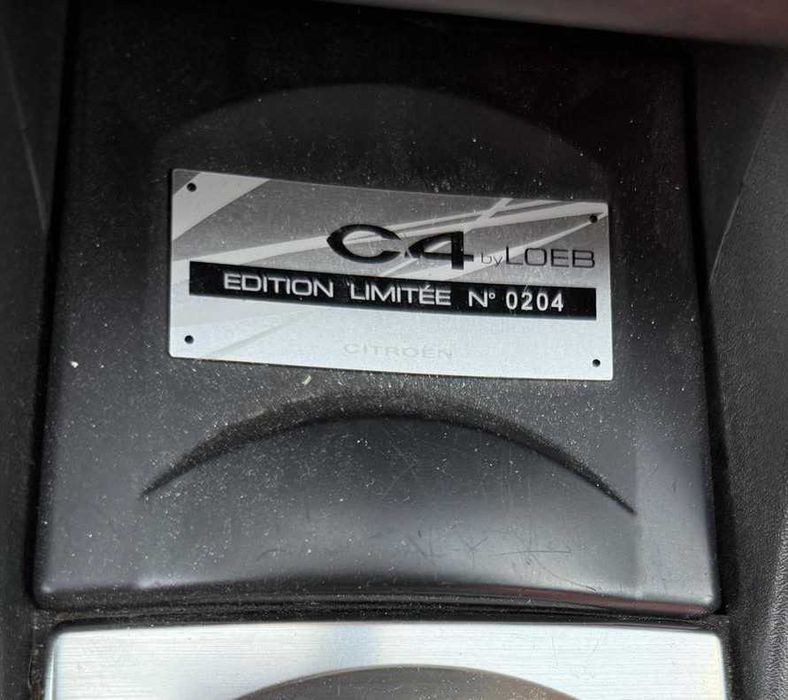 C4 by LOEB
EDITION LIMITÉE N° 0204
CITROËN